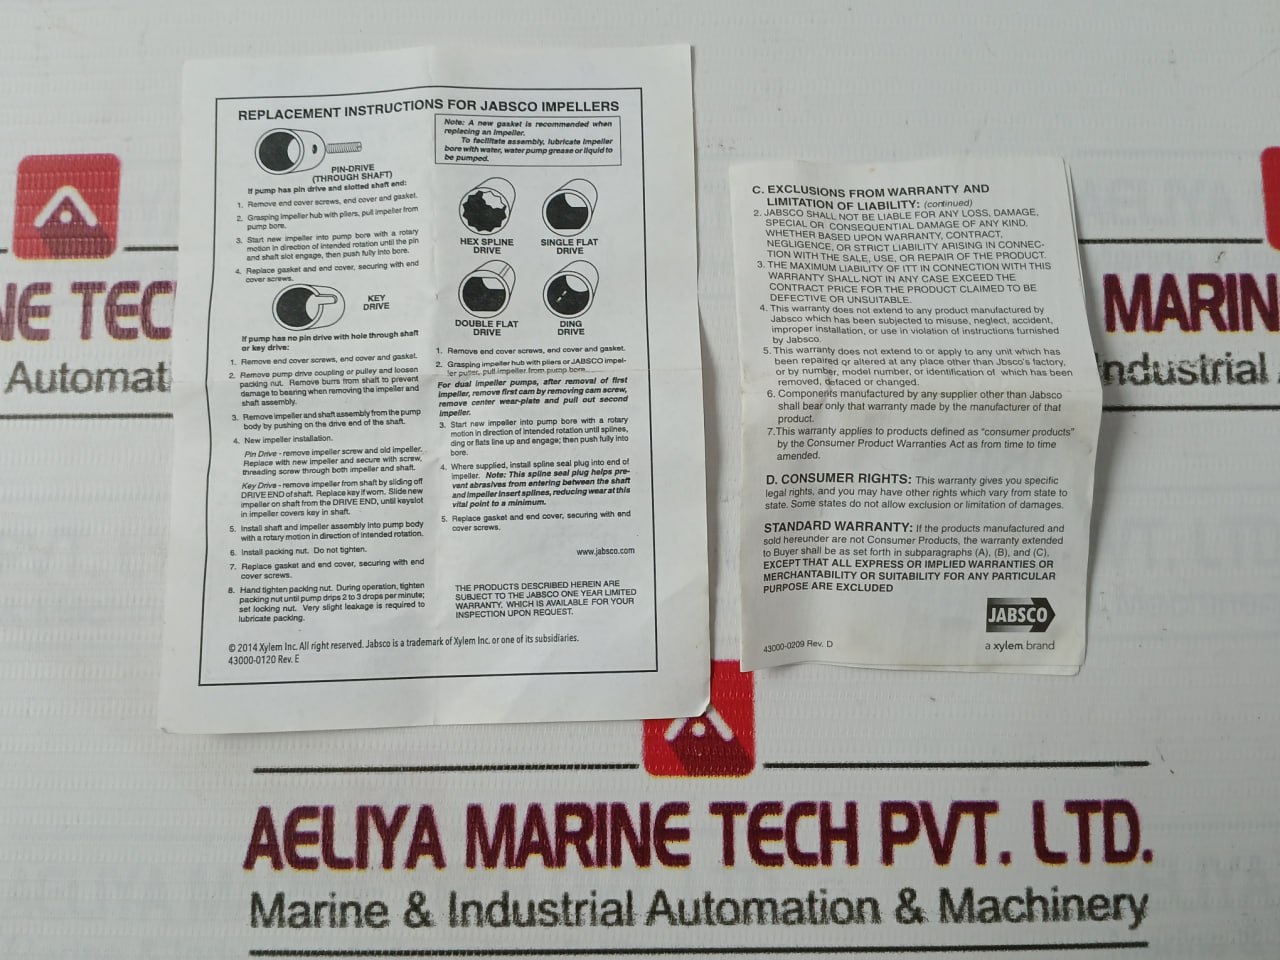 REPLACEMENT INSTRUCTIONS FOR JABSCO IMPELLERS
PIN-DRIVE
(THROUGH SHAFT)
If pump has pin drive and slotted shaft end:
1. Remove end cover screws, end cover and gasket.
2. Grasping impeller hub with pliers, pull impeller from
pump bore.
3. Start new impeller into pump bore with a rotary
motion in direction of intended rotation until the pin
and shaft slot engage, then push fully into bore.
4. Replace gasket and end cover, securing with end
cover screws.
KEY
DRIVE
If pump has no pin drive with hole through shaft
or key drive:
1. Remove end cover screws, end cover and gasket.
2. Remove pump drive coupling or pulley and loosen
packing nut. Remove burrs from shaft to prevent
damage to bearing when removing the impeller and
shaft assembly.
3. Remove impeller and shaft assembly from the pump
body by pushing on the drive end of the shaft.
4. New impeller installation.
Pin Drive - remove impeller screw and old impeller.
Replace with new impeller and secure with screw,
threading screw through both impeller and shaft.
Key Drive - remove impeller from shaft by sliding off
DRIVE END of shaft. Replace key if worn. Slide new
impeller on shaft from the DRIVE END, until keyslot
in impeller covers key in shaft.
5. Install shaft and impeller assembly into pump body
with a rotary motion in direction of intended rotation.
6. Install packing nut. Do not tighten.
7. Replace gasket and end cover, securing with end
cover screws.
8. Hand tighten packing nut. During operation, tighten
packing nut until pump drips 2 to 3 drops per minute;
set locking nut. Very slight leakage is required to
lubricate packing.
Note: A new gasket is recommended when
replacing an impeller.
To facilitate assembly, lubricate impeller
bore with water, water pump grease or liquid to
be pumped.
HEX SPLINE
DRIVE
SINGLE FLAT
DRIVE
DOUBLE FLAT
DRIVE
DING
DRIVE
1. Remove end cover screws, end cover and gasket.
2. Grasping impeller hub with pliers or JABSCO impel-
ler puller, pull impeller from pump bore.
For dual impeller pumps, after removal of first
impeller, remove first cam by removing cam screw,
remove center wear-plate and pull out second
impeller.
3. Start new impeller into pump bore with a rotary
motion in direction of intended rotation until splines,
ding or flats line up and engage; then push fully into
bore.
4. Where supplied, install spline seal plug into end of
impeller. Note: This spline seal plug helps pre-
vent abrasives from entering between the shaft
and impeller insert splines, reducing wear at this
vital point to a minimum.
5. Replace gasket and end cover, securing with end
cover screws.
www.jabsco.com
THE PRODUCTS DESCRIBED HEREIN ARE
SUBJECT TO THE JABSCO ONE YEAR LIMITED
WARRANTY, WHICH IS AVAILABLE FOR YOUR
INSPECTION UPON REQUEST.
© 2014 Xylem Inc. All right reserved. Jabsco is a trademark of Xylem Inc. or one of its subsidiaries.
43000-0120 Rev. E
C. EXCLUSIONS FROM WARRANTY AND
LIMITATION OF LIABILITY: (continued)
2. JABSCO SHALL NOT BE LIABLE FOR ANY LOSS, DAMAGE,
SPECIAL OR CONSEQUENTIAL DAMAGE OF ANY KIND,
WHETHER BASED UPON WARRANTY, CONTRACT,
NEGLIGENCE, OR STRICT LIABILITY ARISING IN CONNEC-
TION WITH THE SALE, USE, OR REPAIR OF THE PRODUCT.
3. THE MAXIMUM LIABILITY OF ITT IN CONNECTION WITH THIS
WARRANTY SHALL NOT IN ANY CASE EXCEED THE
CONTRACT PRICE FOR THE PRODUCT CLAIMED TO BE
DEFECTIVE OR UNSUITABLE.
4. This warranty does not extend to any product manufactured by
Jabsco which has been subjected to misuse, neglect, accident,
improper installation, or use in violation of instructions furnished
by Jabsco.
5. This warranty does not extend to or apply to any unit which has
been repaired or altered at any place other than Jbsco's factory,
or by number, model number, or identification of which has been
removed, defaced or changed.
6. Components manufactured by any supplier other than Jabsco
shall bear only that warranty made by the manufacturer of that
product.
7. This warranty applies to products defined as "consumer products"
by the Consumer Product Warranties Act as from time to time
amended.
D. CONSUMER RIGHTS: This warranty gives you specific
legal rights, and you may have other rights which vary from state to
state. Some states do not allow exclusion or limitation of damages.
STANDARD WARRANTY: If the products manufactured and
sold hereunder are not Consumer Products, the warranty extended
to Buyer shall be as set forth in subparagraphs (A), (B), and (C),
EXCEPT THAT ALL EXPRESS OR IMPLIED WARRANTIES OR
MERCHANTABILITY OR SUITABILITY FOR ANY PARTICULAR
PURPOSE ARE EXCLUDED
JABSCO
a xylem brand
43000-0209 Rev. D
NE TEC
Automat
MARIN
ndustrial
AELIYA MARINE TECH PVT. LTD.
Marine & Industrial Automation & Machinery